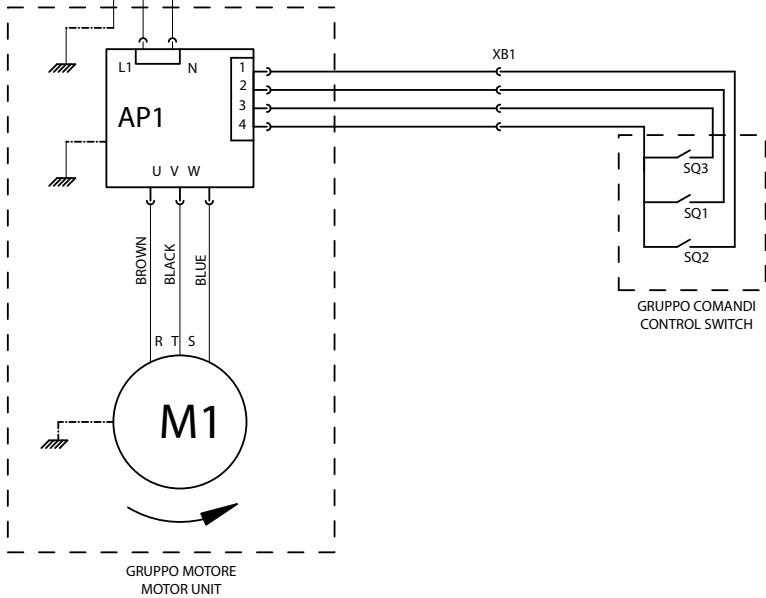 L1 N
XB1
1
2
3
4
AP1
U V W
SQ3
SQ1
SQ2
GRUPPO COMANDI
CONTROL SWITCH
BROWN
BLACK
BLUE
R T S
M1
GRUPPO MOTORE
MOTOR UNIT